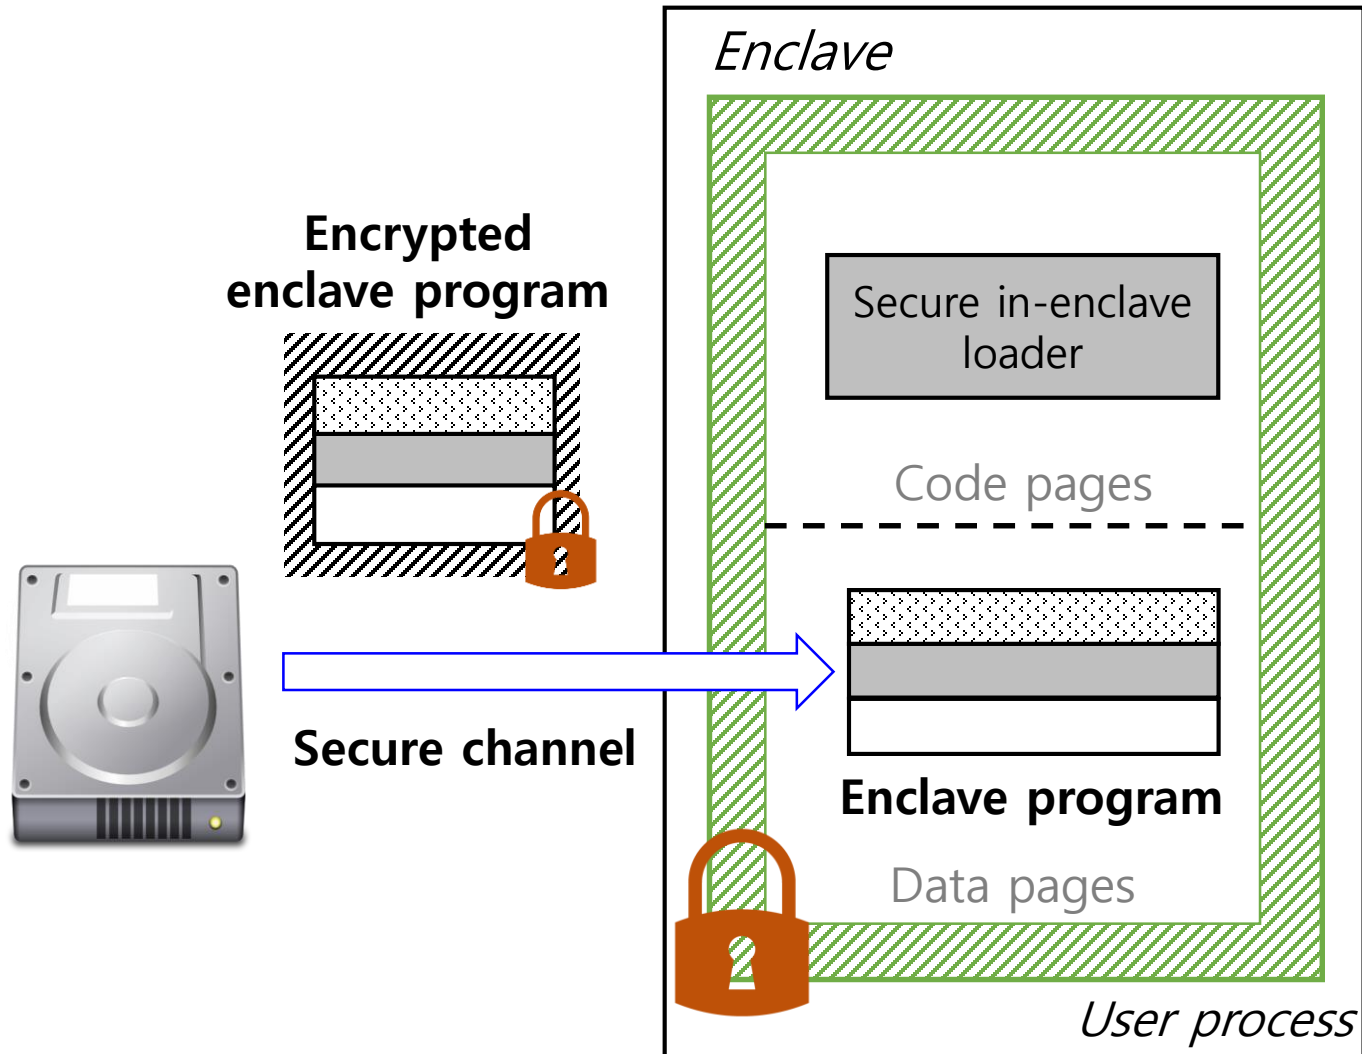 Enclave
Encrypted
enclave program
Secure in-enclave
loader
Code pages
Secure channel
Enclave program
Data pages
User process